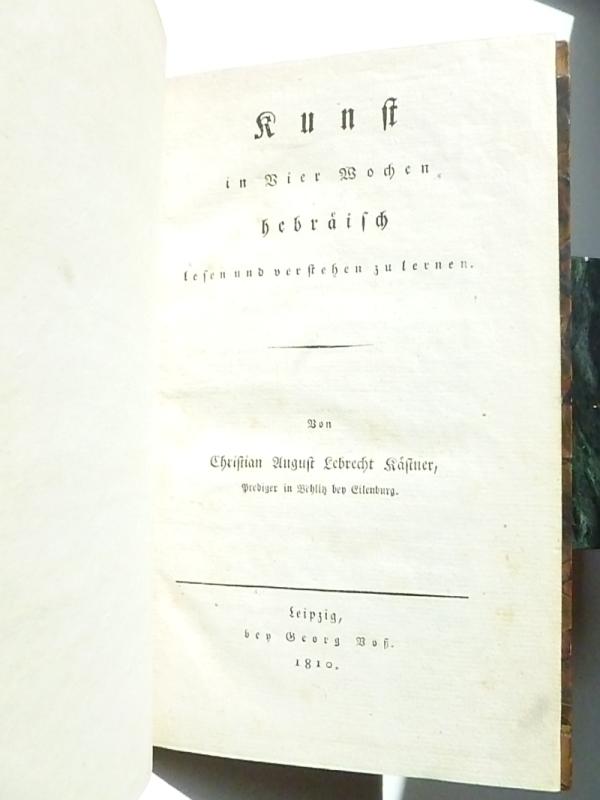 Kunst
in Vier Wochen
hebräisch
lesen und verstehen zu lernen.
Von
Christian August Lebrecht Kästner,
Prediger in Behlitz bey Eilenburg.
Leipzig,
bey Georg Voß.
1810.